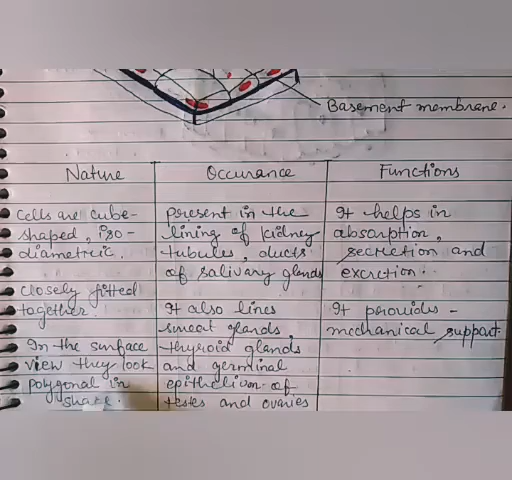 Basement membrane.
Nature
Cells are cube-
shaped, iso-
diametric.
closely fitted
together.
In the surface
view they look
polygonal in
shape.
Occurance
present in the
lining of kidney
tubules, ducts
of salivary glands
It also lines
sweat glands,
thyroid glands
and germinal
epithelium of
testes and ovaries
Functions
It helps in
absorption,
secrection and
excretion.
It perovides -
mechanical support